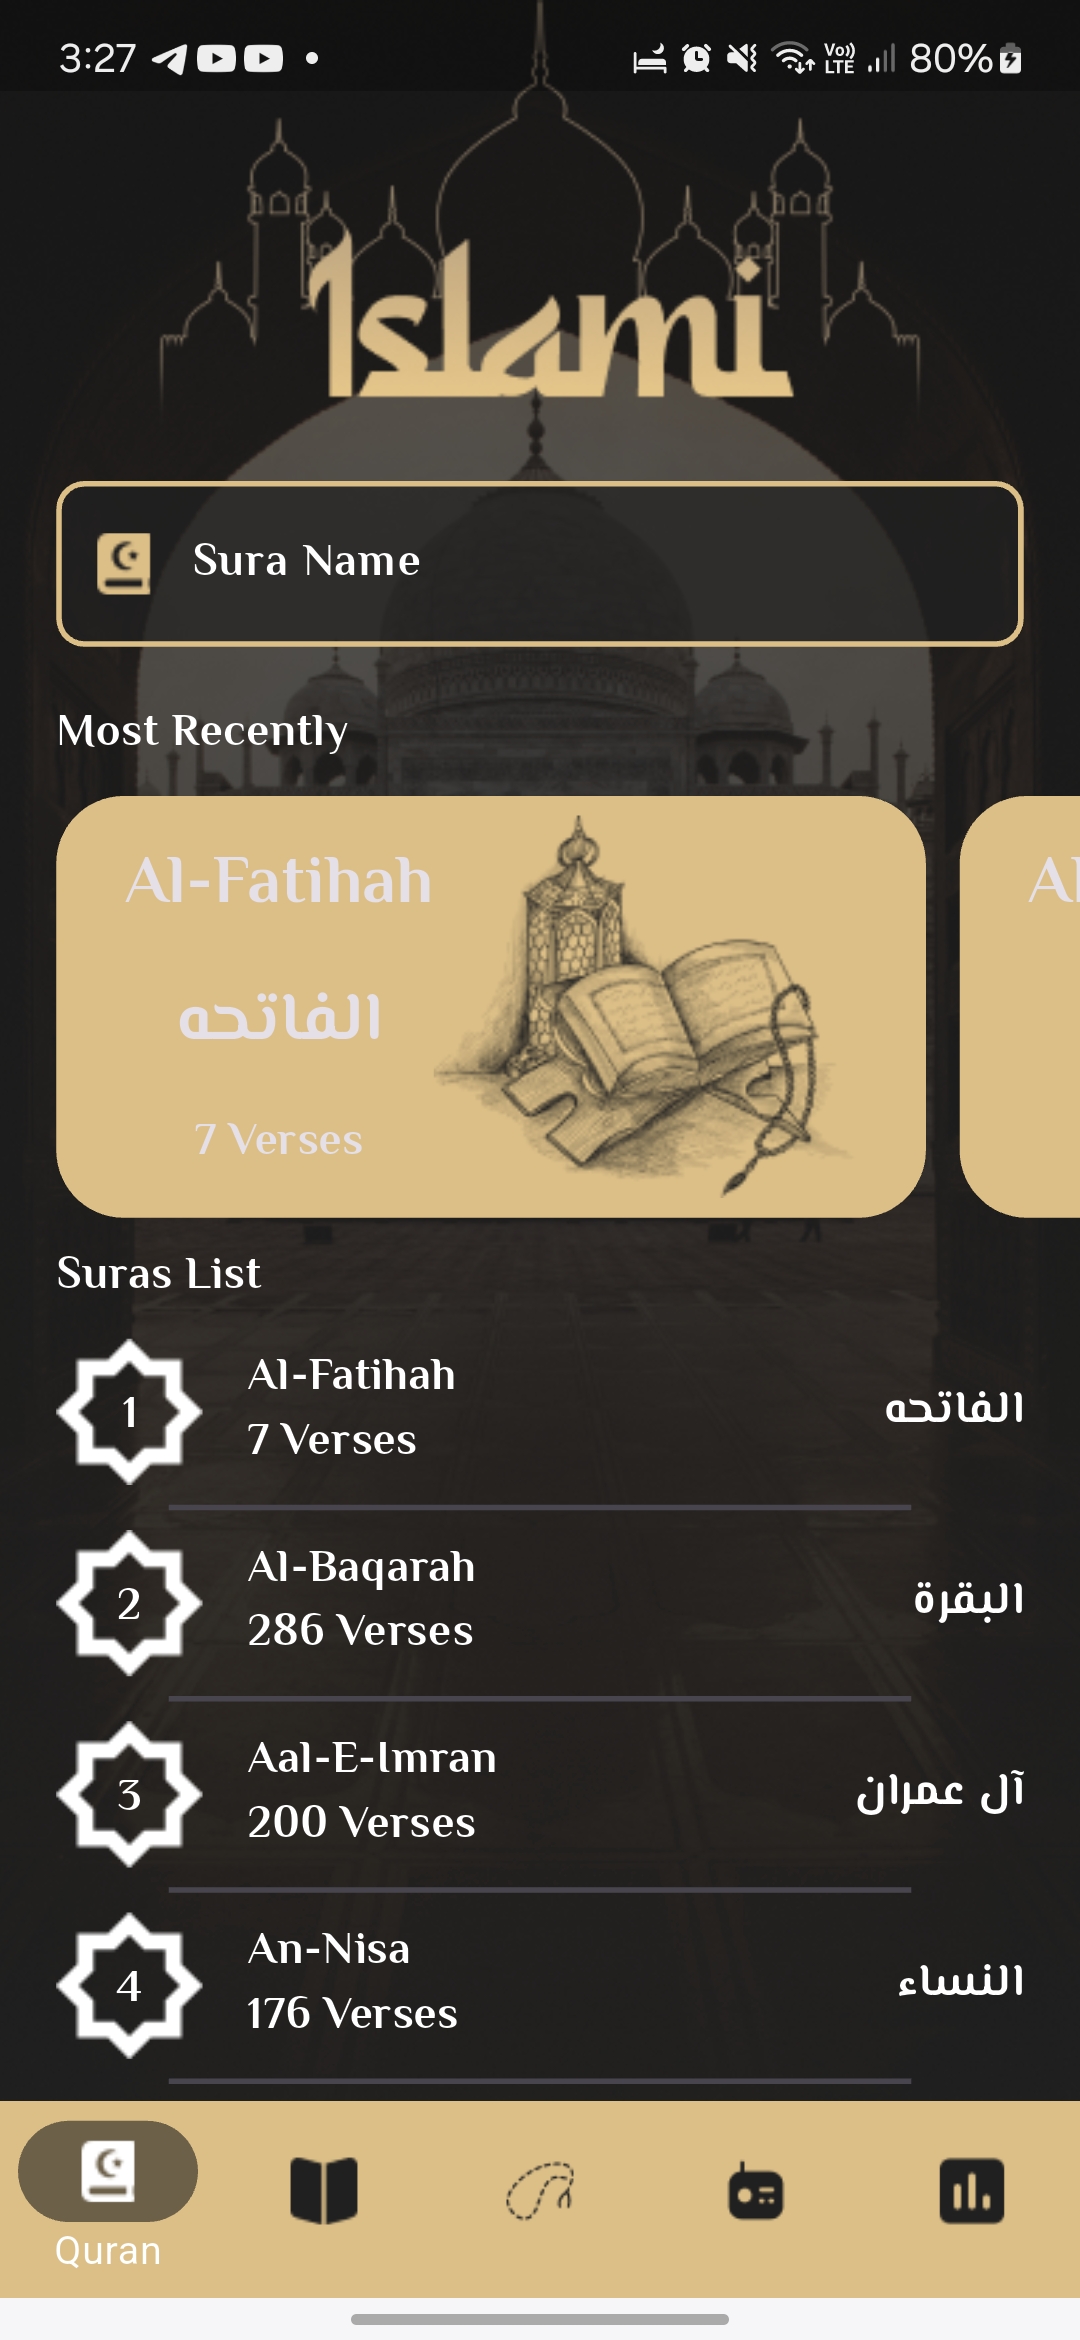 3:27
Vo))
LTE
80%
Islami
Sura Name
Most Recently
Al-Fatihah
الفاتحه
7 Verses
Al
Suras List
1
Al-Fatihah
7 Verses
الفاتحه
2
Al-Baqarah
286 Verses
البقرة
3
Aal-E-Imran
200 Verses
آل عمران
4
An-Nisa
176 Verses
النساء
Quran